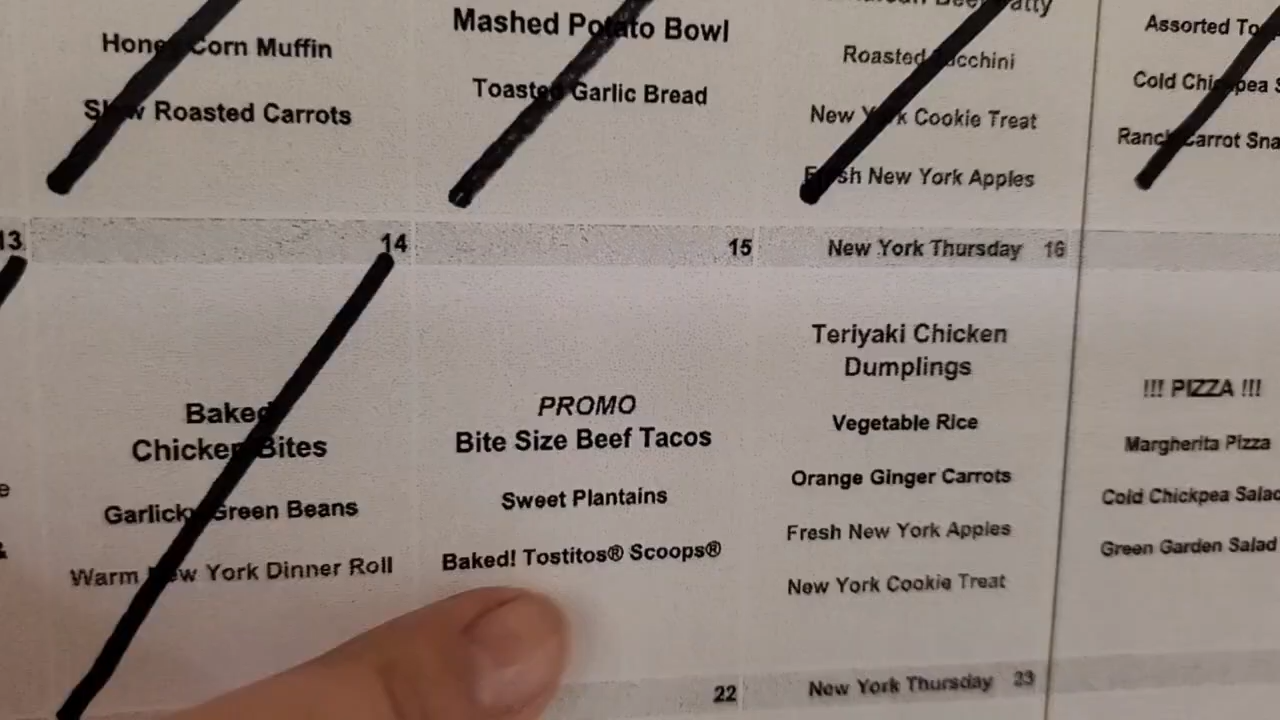 Honey Corn Muffin
Slow Roasted Carrots
Mashed Potato Bowl
Toasted Garlic Bread
Roasted Zucchini
New York Cookie Treat
Fresh New York Apples
Assorted
Cold Chickpea
Ranch Carrot
13
14
Baked
Chicken Bites
Garlicky Green Beans
Warm New York Dinner Roll
15
PROMO
Bite Size Beef Tacos
Sweet Plantains
Baked! Tostitos® Scoops®
New York Thursday 16
Teriyaki Chicken
Dumplings
Vegetable Rice
Orange Ginger Carrots
Fresh New York Apples
New York Cookie Treat
!!! PIZZA !!!
Margherita Pizza
Cold Chickpea Salad
Green Garden Salad
22
New York Thursday 23